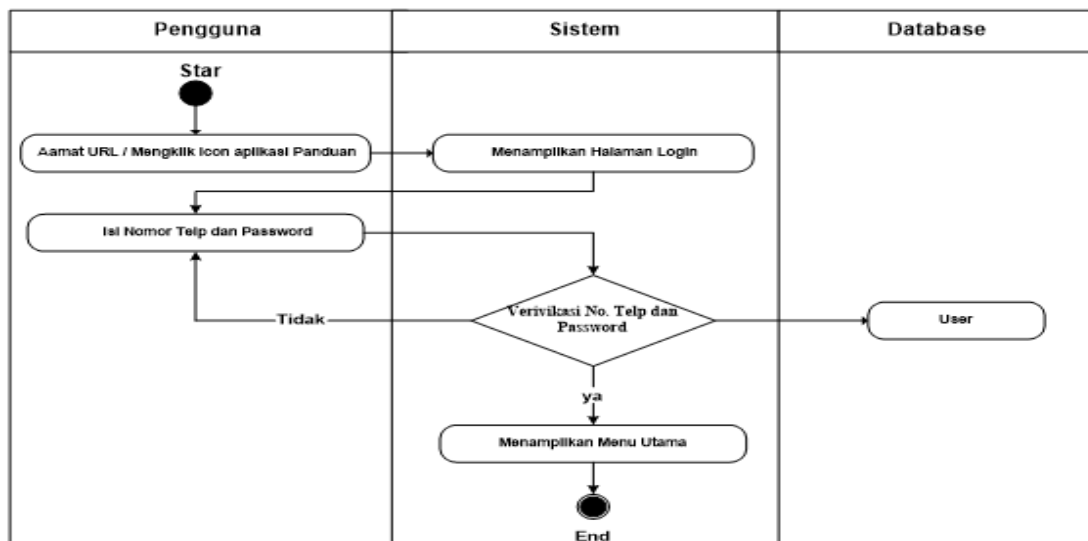 Pengguna
Sistem
Database
Star
Aamat URL / Mengklik icon aplikasi Panduan
Menampilkan Halaman Login
Isi Nomor Telp dan Password
Verivikasi No. Telp dan
Password
Tidak
User
ya
Menampilkan Menu Utama
End